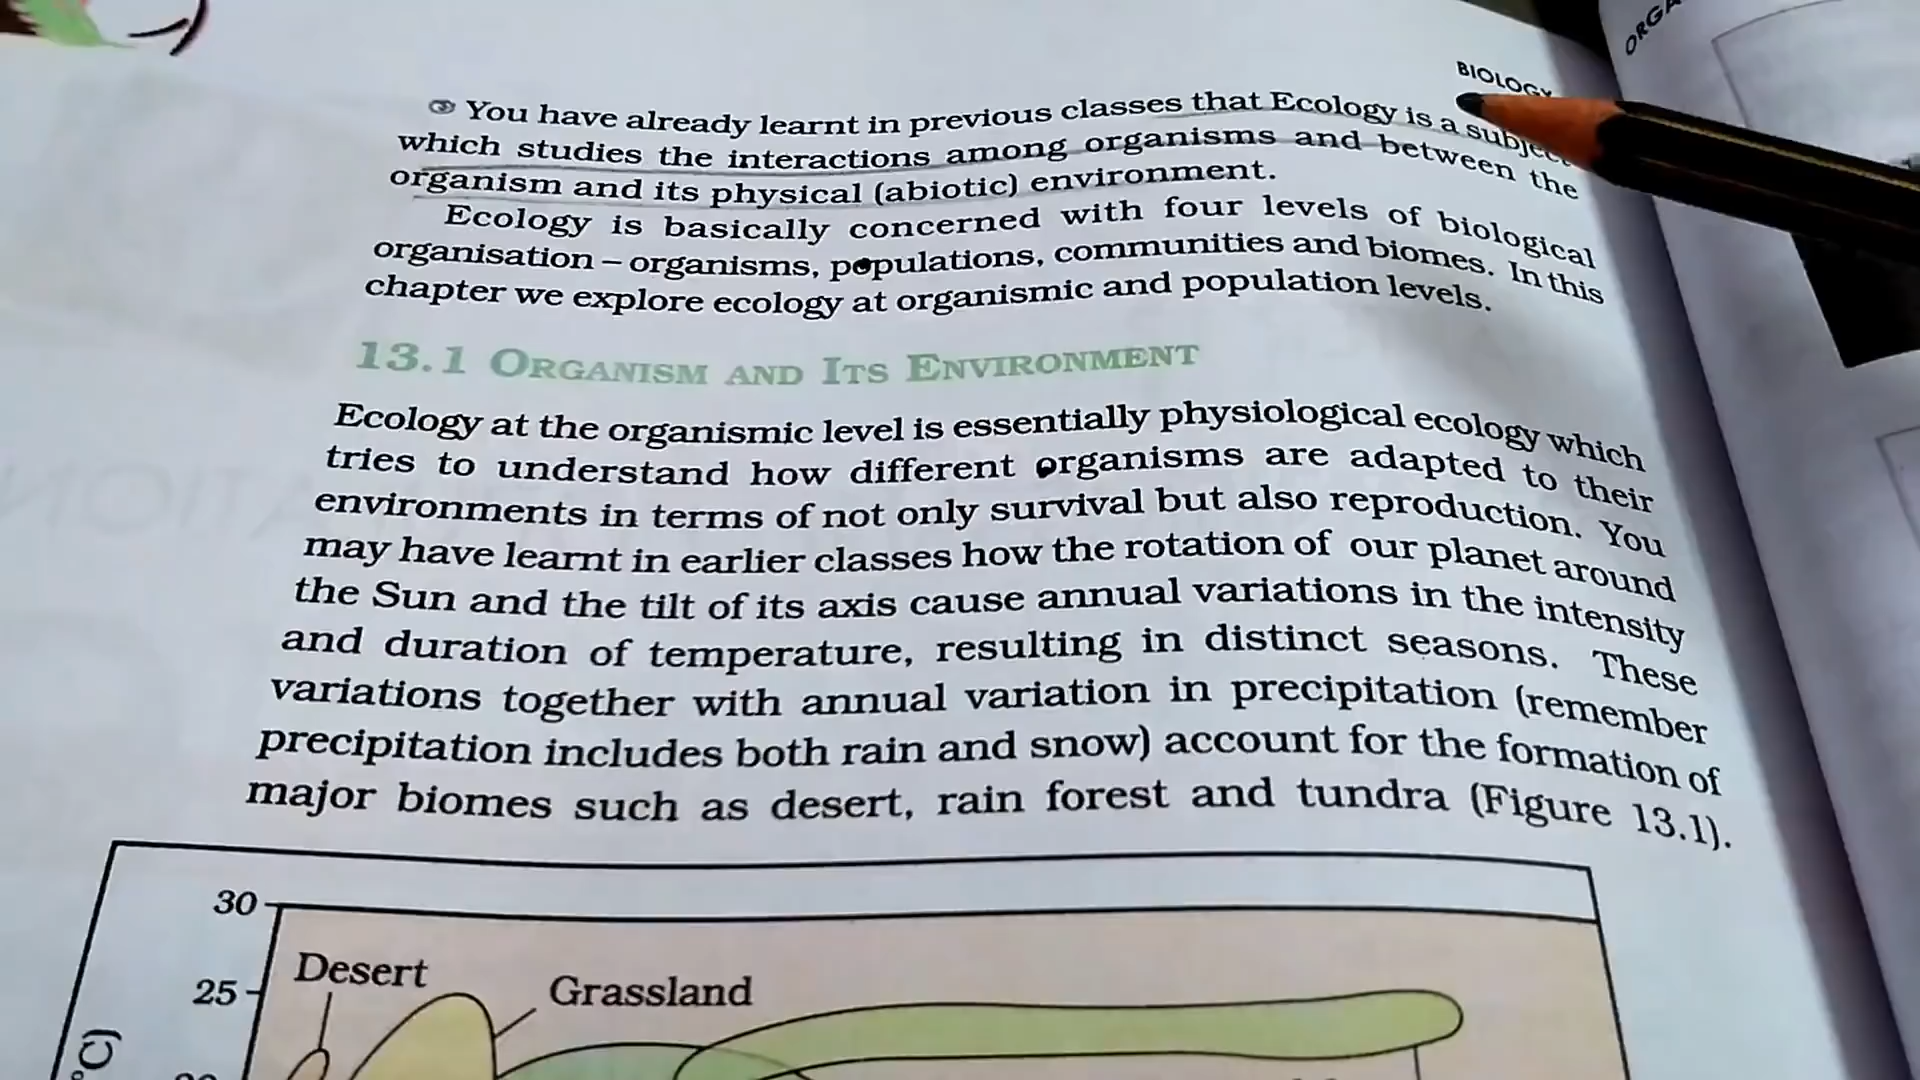 BIOLOGY
You have already learnt in previous classes that Ecology is a subject
which studies the interactions among organisms and between the
organism and its physical (abiotic) environment.
Ecology is basically concerned with four levels of biological
organisation – organisms, populations, communities and biomes. In this
chapter we explore ecology at organismic and population levels.
13.1 ORGANISM AND ITS ENVIRONMENT
Ecology at the organismic level is essentially physiological ecology which
tries to understand how different organisms are adapted to their
environments in terms of not only survival but also reproduction. You
may have learnt in earlier classes how the rotation of our planet around
the Sun and the tilt of its axis cause annual variations in the intensity
and duration of temperature, resulting in distinct seasons. These
variations together with annual variation in precipitation (remember
precipitation includes both rain and snow) account for the formation of
major biomes such as desert, rain forest and tundra (Figure 13.1).
30
Desert
25
Grassland
°C)
ORGA